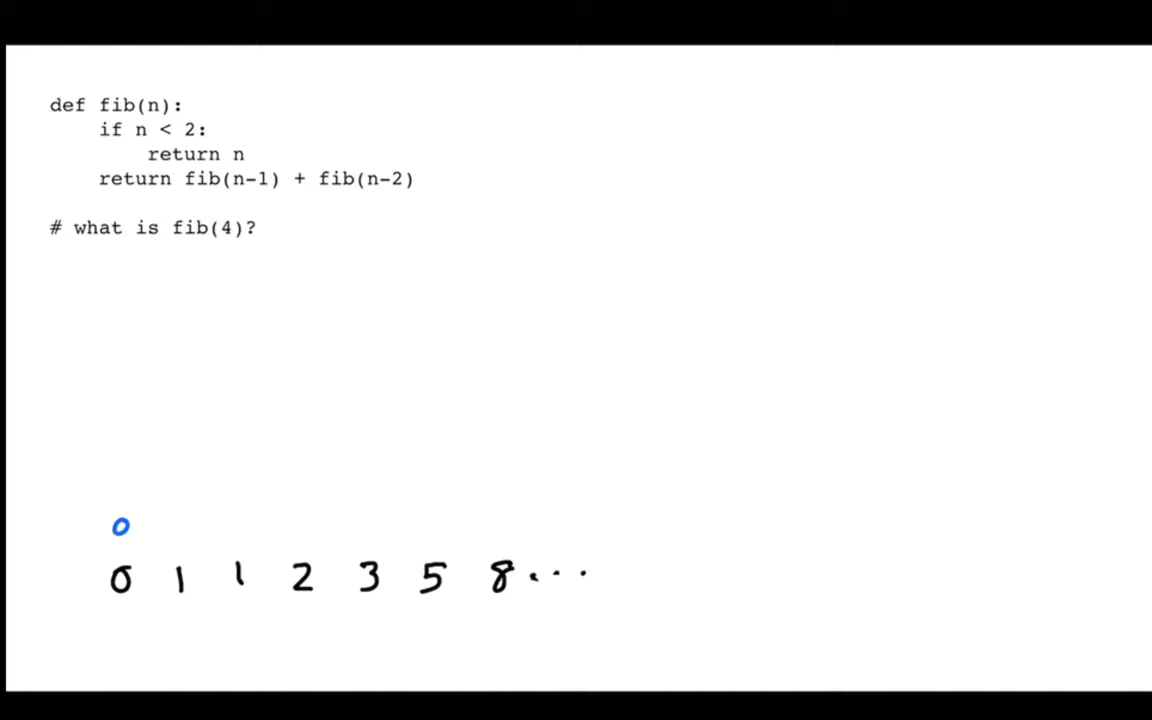 def fib(n):
    if n < 2:
        return n
    return fib(n-1) + fib(n-2)
# what is fib(4)?
0
0 1 1 2 3 5 8...